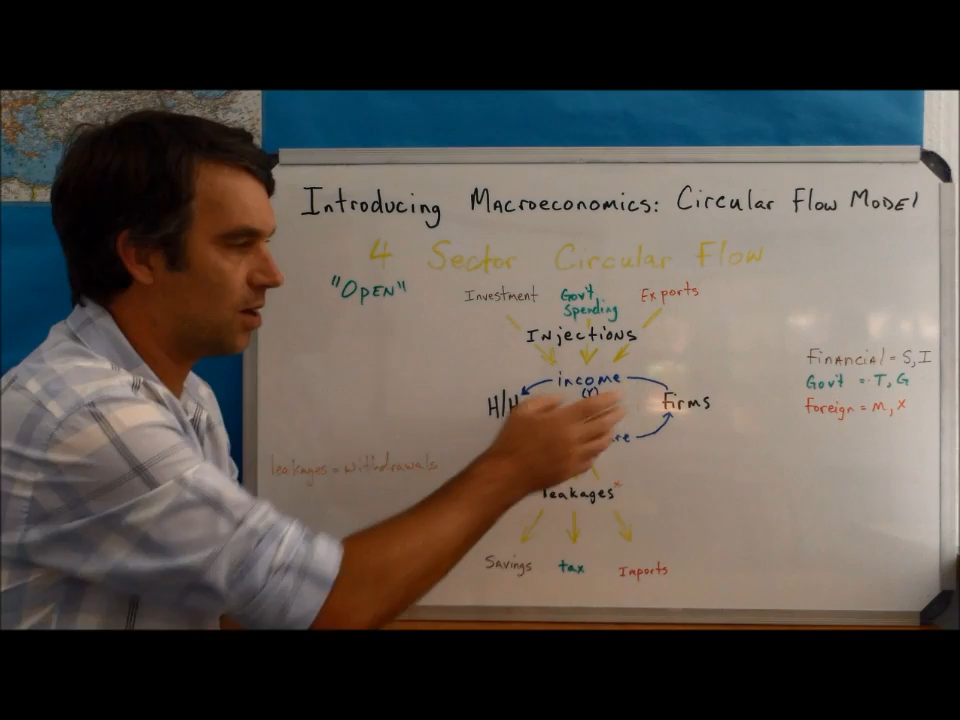 Introducing Macroeconomics: Circular Flow Model
4 Sector Circular Flow
"OPEN"
Investment
Gov't Spending
Exports
Injections
income
(Y)
H/H
Firms
leakages*
Savings
tax
Imports
leakages = withdrawals
Financial = S, I
Gov't = T, G
Foreign = M, X